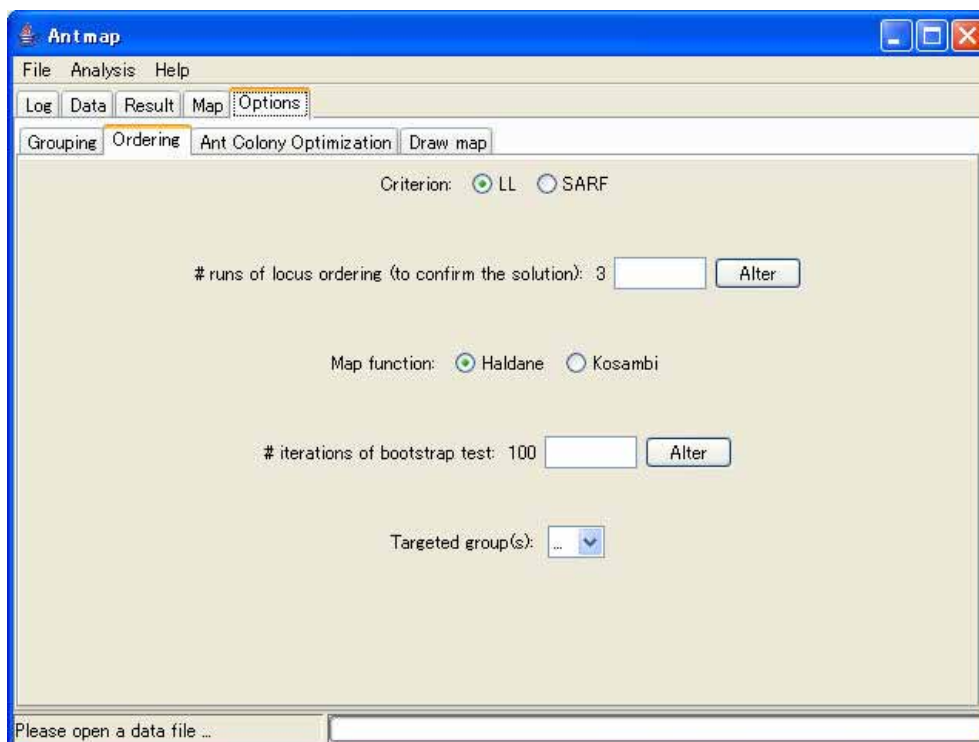 Antmap
File Analysis Help
Log Data Result Map Options
Grouping Ordering Ant Colony Optimization Draw map
Criterion: LL SARF
# runs of locus ordering (to confirm the solution): 3 Alter
Map function: Haldane Kosambi
# iterations of bootstrap test: 100 Alter
Targeted group(s): ...
Please open a data file ...